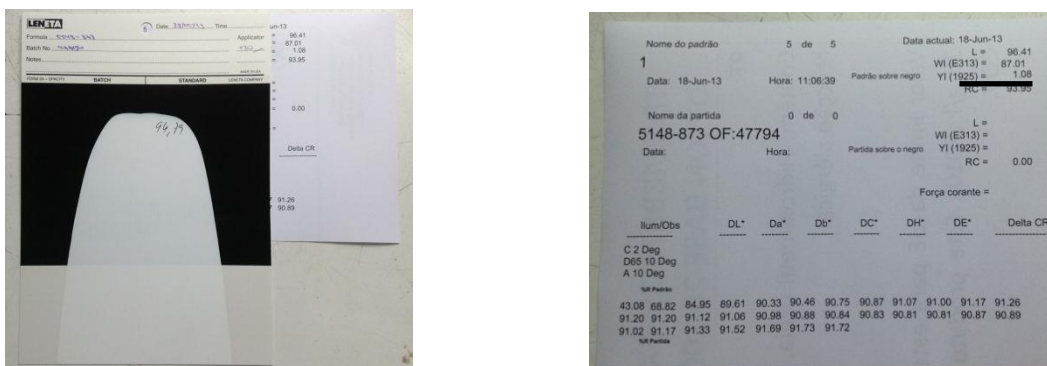 LENETA
Date
Time
Formula
Applicator
Batch No.
Notes
BATCH
STANDARD
LENETA COMPANY
96,79
un-13
= 96.41
= 87.01
= 1.08
= 93.95
= 0.00
Delta CR
91.26
90.89
Nome do padrão 5 de 5 Data actual: 18-Jun-13
L = 96.41
1 WI (E313) = 87.01
Data: 18-Jun-13 Hora: 11:06:39 Padrão sobre negro YI (1925) = 1.08
RC = 93.95
Nome da partida 0 de 0
L =
5148-873 OF:47794 WI (E313) =
Data: Hora: Partida sobre o negro YI (1925) =
RC = 0.00
Força corante =
Ilum/Obs DL* Da* Db* DC* DH* DE* Delta CR
C 2 Deg
D65 10 Deg
A 10 Deg
%R Padrão
43.08 68.82 84.95 89.61 90.33 90.46 90.75 90.87 91.07 91.00 91.17 91.26
91.20 91.20 91.12 91.06 90.98 90.88 90.84 90.83 90.81 90.81 90.87 90.89
91.02 91.17 91.33 91.52 91.69 91.73 91.72
%R Partida